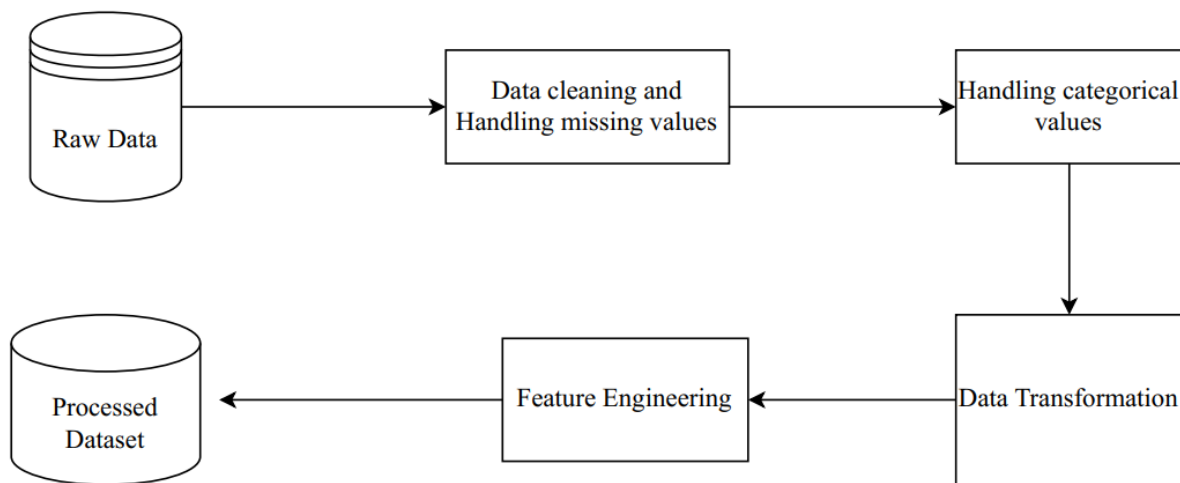 Raw Data
Data cleaning and
Handling missing values
Handling categorical
values
Data Transformation
Feature Engineering
Processed
Dataset